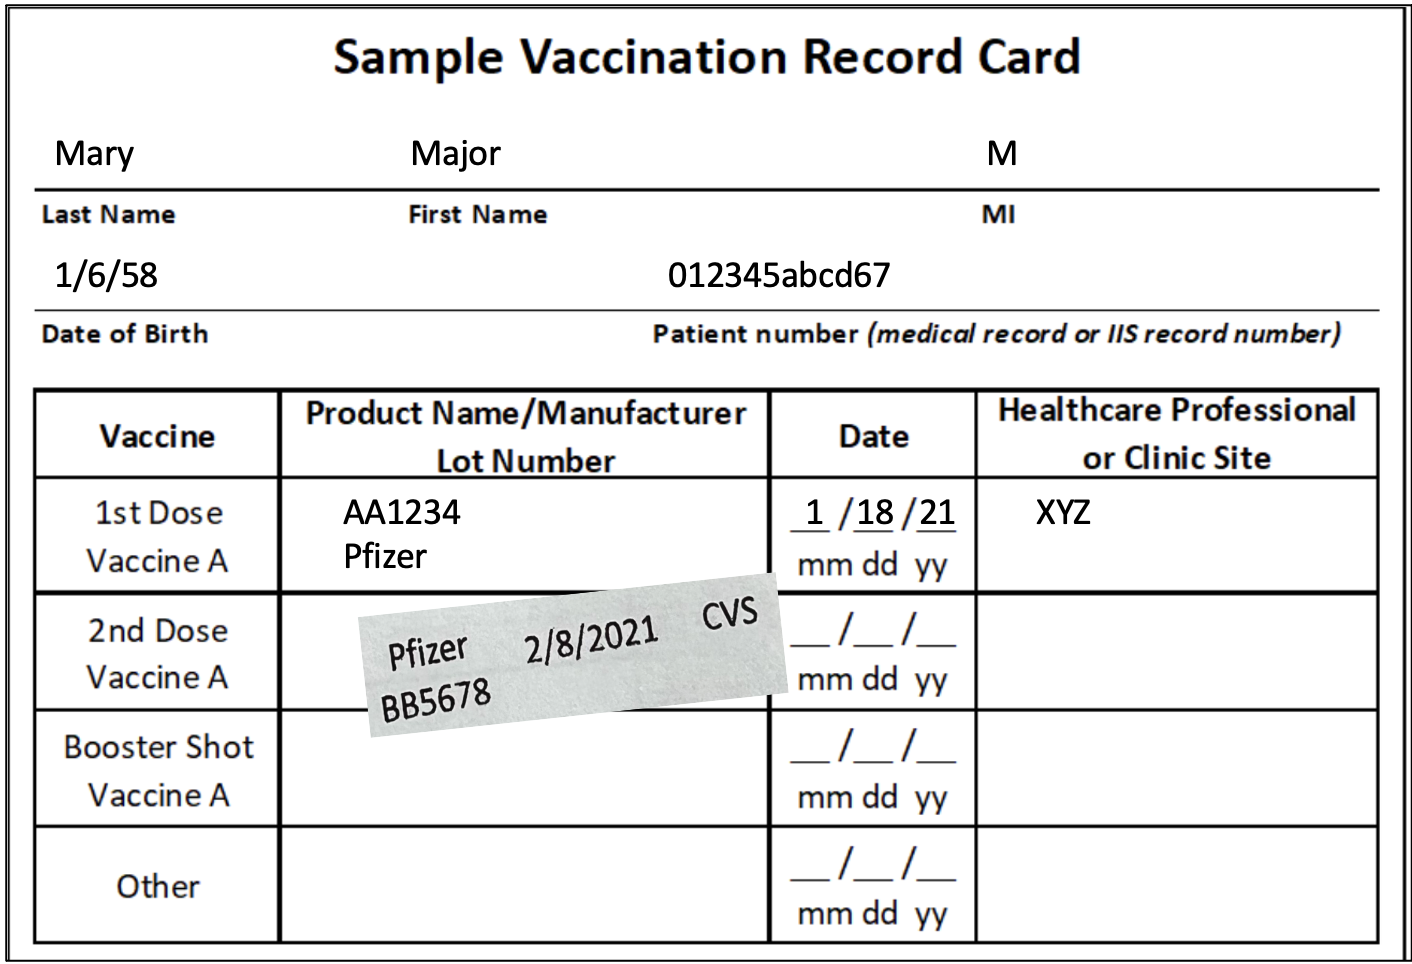 Sample Vaccination Record Card
Mary Major M
Last Name First Name MI
1/6/58 012345abcd67
Date of Birth Patient number (medical record or IIS record number)
Vaccine Product Name/Manufacturer Lot Number Date Healthcare Professional or Clinic Site
1st Dose AA1234 1 /18 /21 XYZ
Vaccine A Pfizer mm dd yy
2nd Dose Pfizer 2/8/2021 CVS __/__/__
Vaccine A BB5678 mm dd yy
Booster Shot __/__/__
Vaccine A mm dd yy
Other __/__/__
mm dd yy